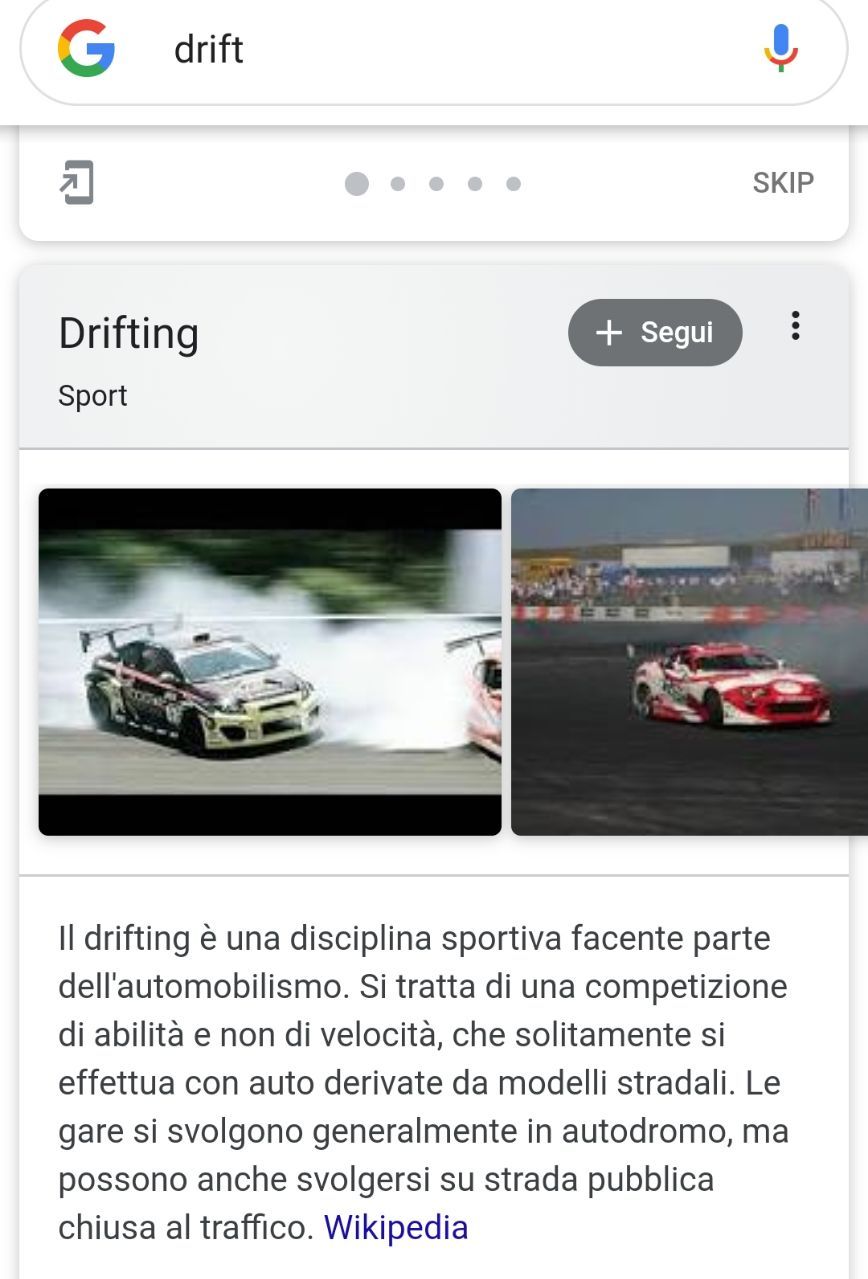 drift
SKIP
Drifting
Segui
Sport
Il drifting è una disciplina sportiva facente parte
dell'automobilismo. Si tratta di una competizione
di abilità e non di velocità, che solitamente si
effettua con auto derivate da modelli stradali. Le
gare si svolgono generalmente in autodromo, ma
possono anche svolgersi su strada pubblica
chiusa al traffico. Wikipedia